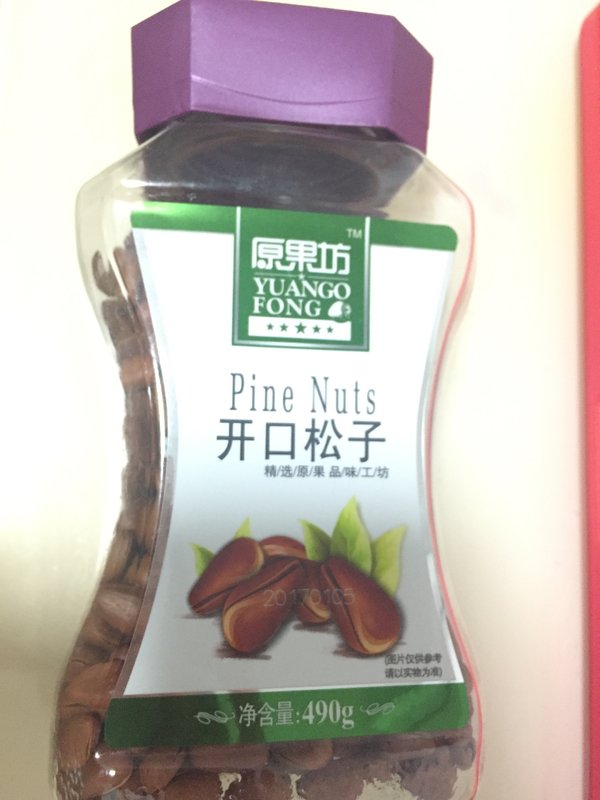 TM
原果坊
YUANGO
FONG
Pine Nuts
开口松子
精/选/原/果 品/味/工/坊
20170105
(图片仅供参考
请以实物为准)
净含量:490g